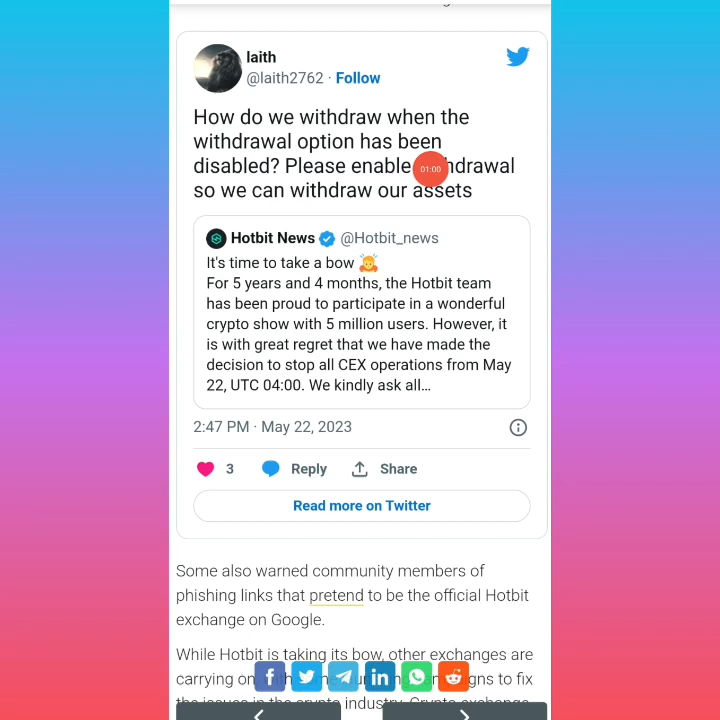 laith
@laith2762 · Follow
How do we withdraw when the
withdrawal option has been
disabled? Please enable hdrawal
01:00
so we can withdraw our assets
Hotbit News @Hotbit_news
It's time to take a bow
For 5 years and 4 months, the Hotbit team
has been proud to participate in a wonderful
crypto show with 5 million users. However, it
is with great regret that we have made the
decision to stop all CEX operations from May
22, UTC 04:00. We kindly ask all...
2:47 PM · May 22, 2023
3 Reply Share
Read more on Twitter
Some also warned community members of
phishing links that pretend to be the official Hotbit
exchange on Google.
While Hotbit is taking its bow, other exchanges are
carrying on to fix
industry.